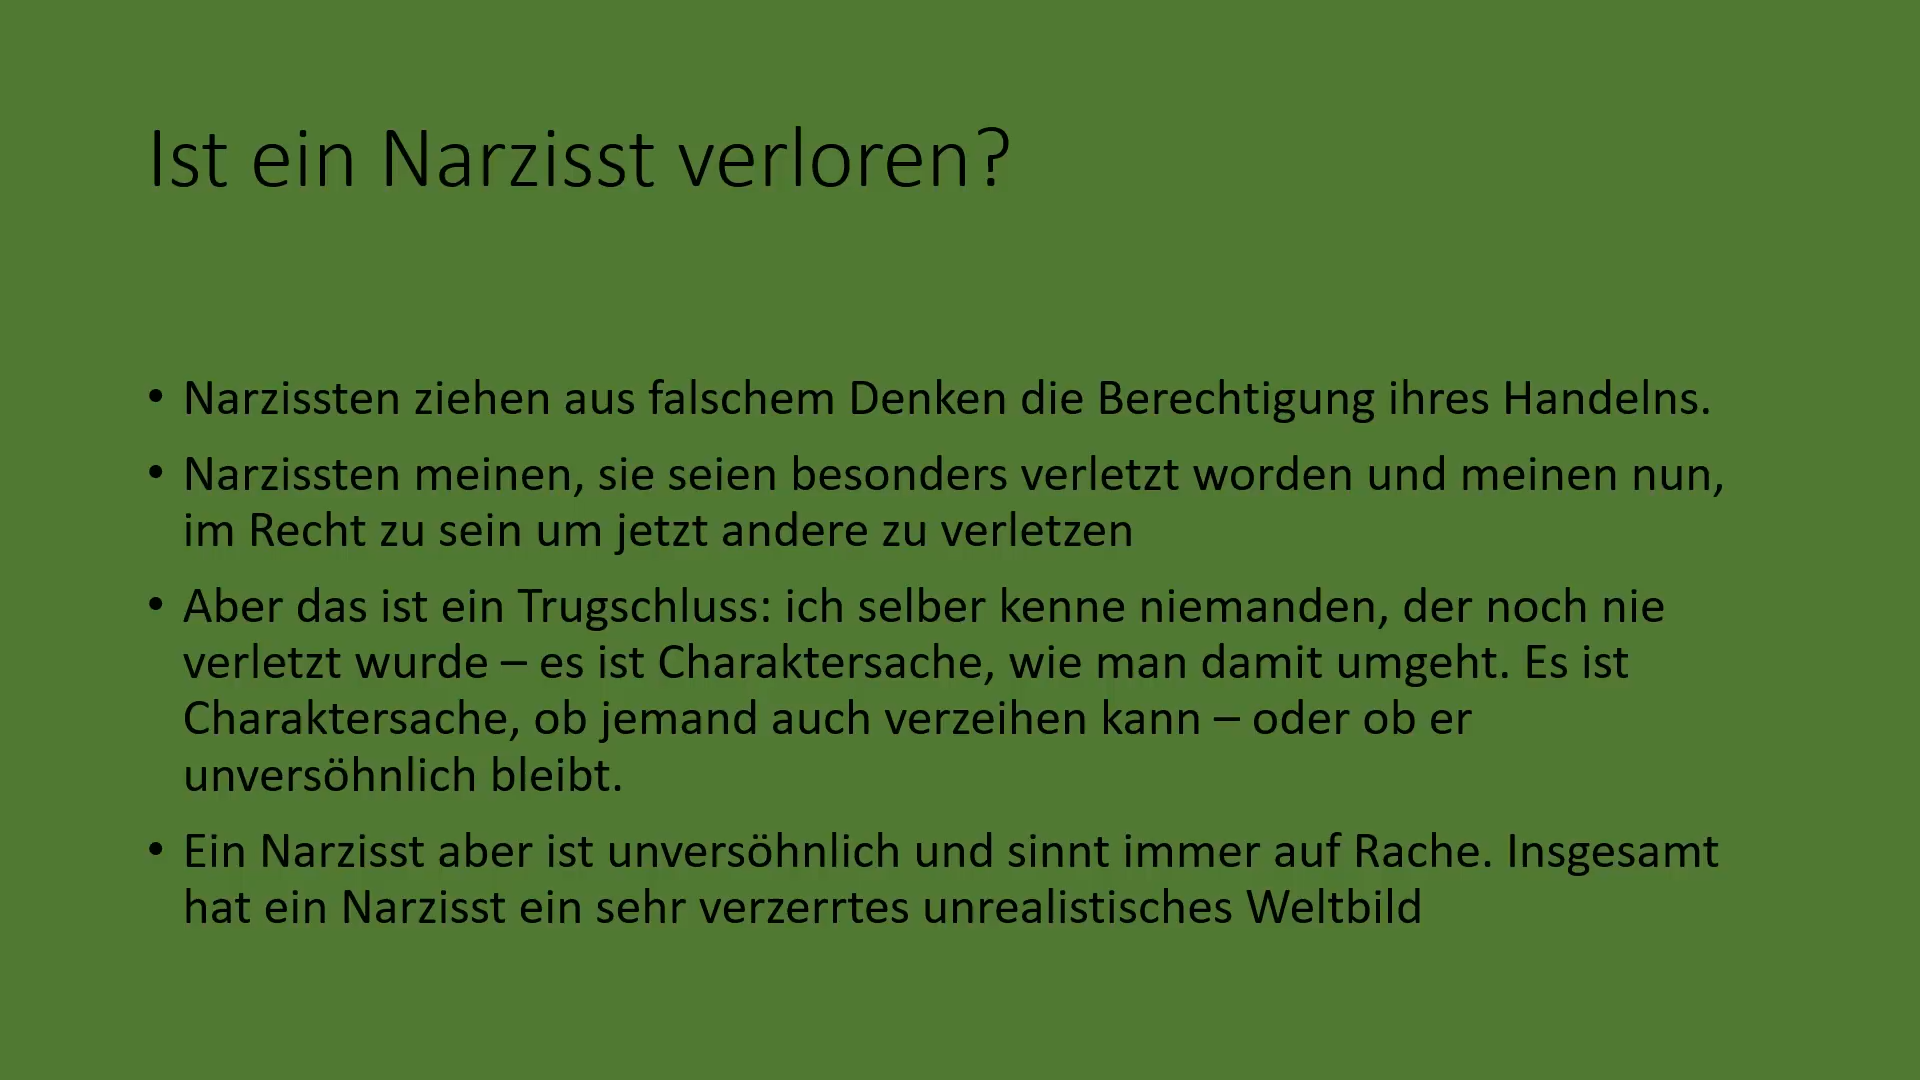 Ist ein Narzisst verloren?
• Narzissten ziehen aus falschem Denken die Berechtigung ihres Handelns.
• Narzissten meinen, sie seien besonders verletzt worden und meinen nun,
im Recht zu sein um jetzt andere zu verletzen
• Aber das ist ein Trugschluss: ich selber kenne niemanden, der noch nie
verletzt wurde – es ist Charaktersache, wie man damit umgeht. Es ist
Charaktersache, ob jemand auch verzeihen kann – oder ob er
unversöhnlich bleibt.
• Ein Narzisst aber ist unversöhnlich und sinnt immer auf Rache. Insgesamt
hat ein Narzisst ein sehr verzerrtes unrealistisches Weltbild